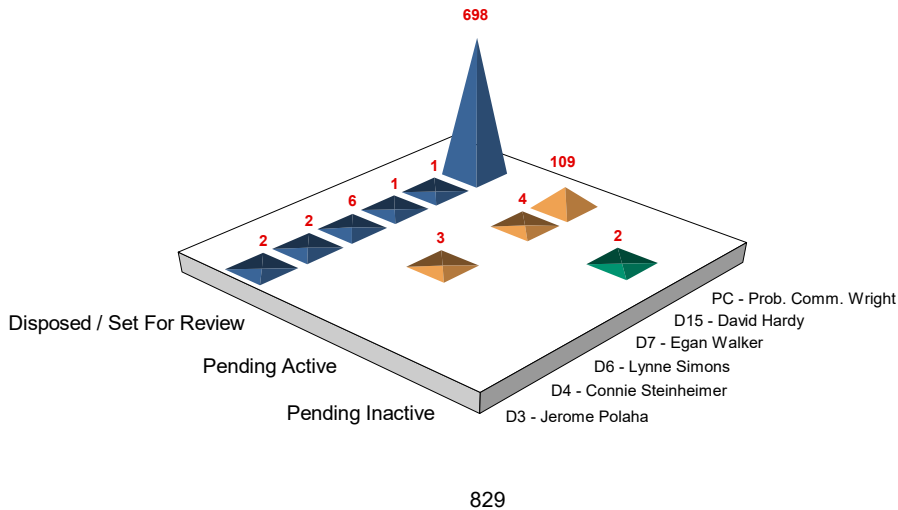 698
109
1
1
4
6
2
2
3
2
Disposed / Set For Review
Pending Active
Pending Inactive
PC - Prob. Comm. Wright
D15 - David Hardy
D7 - Egan Walker
D6 - Lynne Simons
D4 - Connie Steinheimer
D3 - Jerome Polaha
829